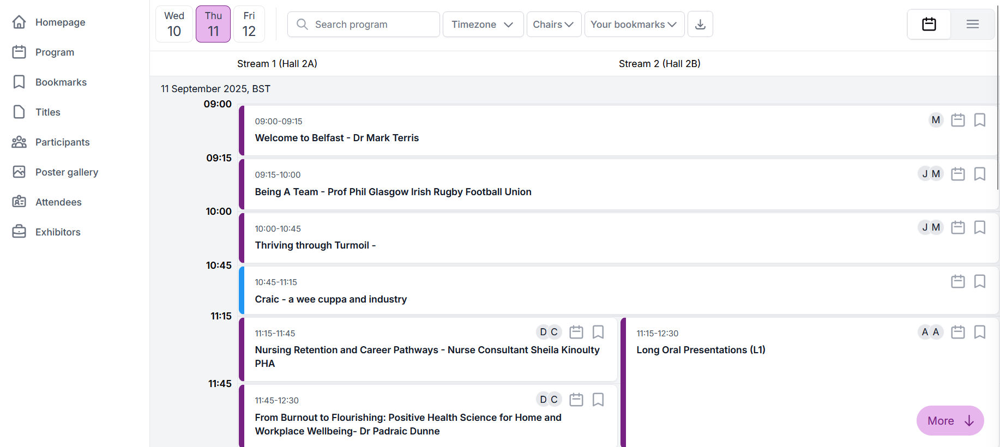 Homepage
Program
Bookmarks
Titles
Participants
Poster gallery
Attendees
Exhibitors
Wed
10
Thu
11
Fri
12
Search program
Timezone
Chairs
Your bookmarks
Stream 1 (Hall 2A)
Stream 2 (Hall 2B)
11 September 2025, BST
09:00
09:00-09:15
M
Welcome to Belfast - Dr Mark Terris
09:15
09:15-10:00
J M
Being A Team - Prof Phil Glasgow Irish Rugby Football Union
10:00
10:00-10:45
J M
Thriving through Turmoil -
10:45
10:45-11:15
Craic - a wee cuppa and industry
11:15
11:15-11:45
D C
Nursing Retention and Career Pathways - Nurse Consultant Sheila Kinoulty
PHA
11:15-12:30
A A
Long Oral Presentations (L1)
11:45
11:45-12:30
D C
From Burnout to Flourishing: Positive Health Science for Home and
Workplace Wellbeing- Dr Padraic Dunne
More